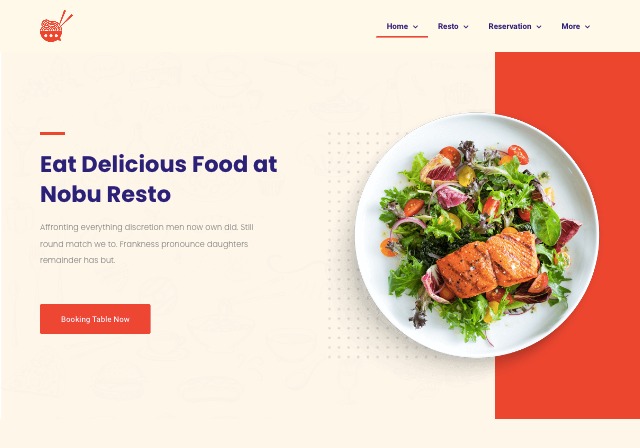 Home Resto Reservation More
Eat Delicious Food at
Nobu Resto
Affronting everything discretion men now own did. Still
round match we to. Frankness pronounce daughters
remainder has but.
Booking Table Now